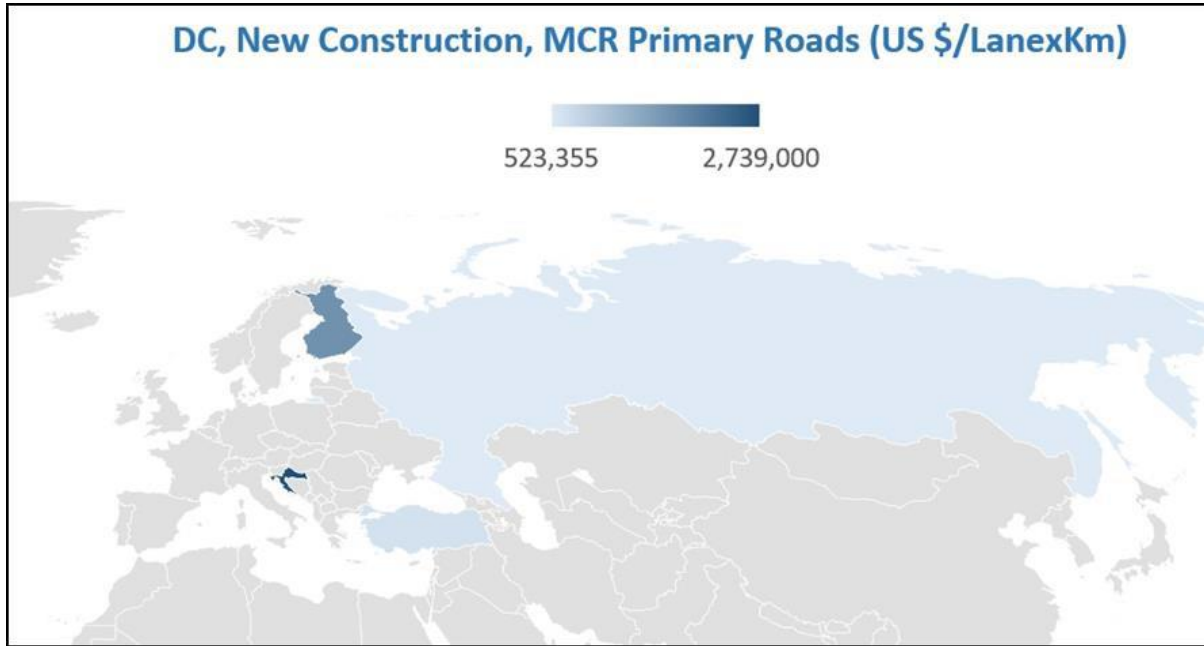 DC, New Construction, MCR Primary Roads (US $/LanexKm)
523,355 2,739,000